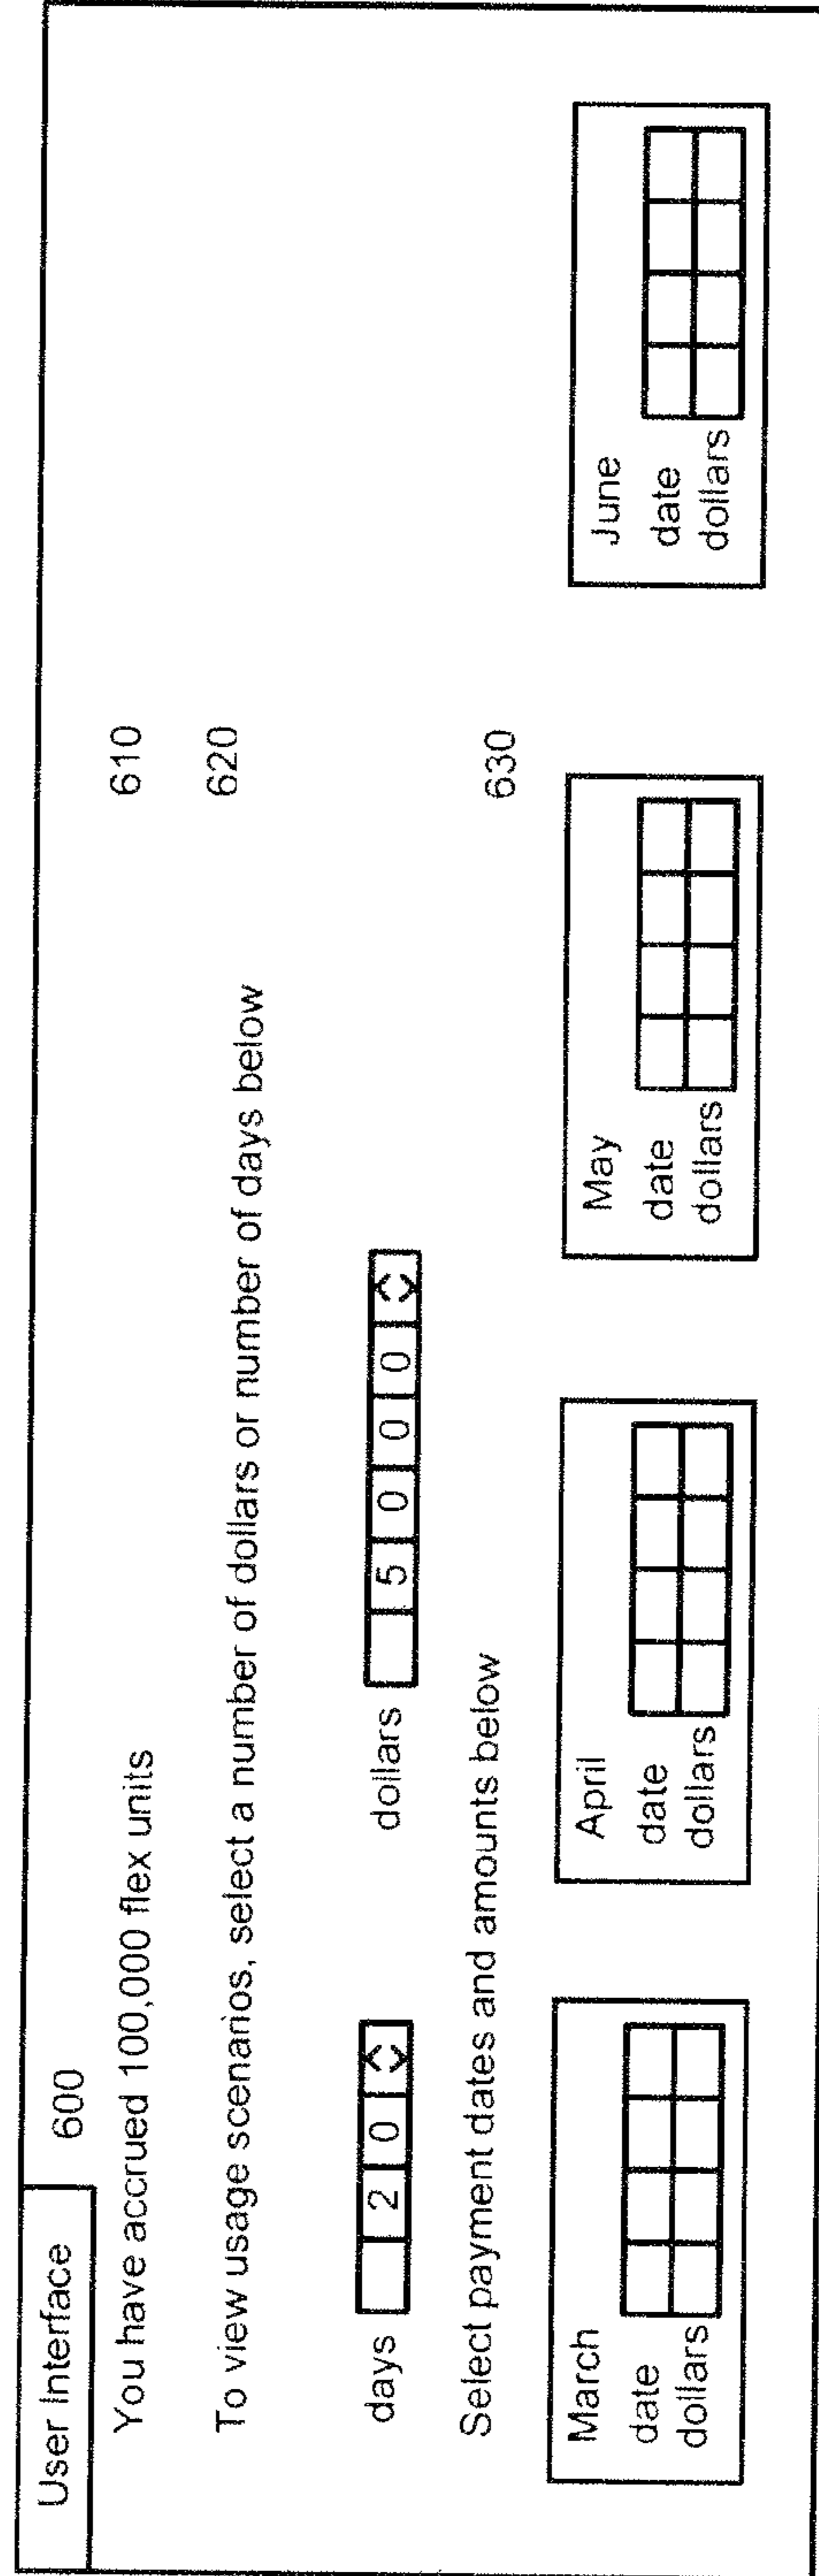 User Interface 600
You have accrued 100,000 flex units 610
To view usage scenarios, select a number of dollars or number of days below 620
days 2 0 dollars 5 0 0 0
Select payment dates and amounts below 630
March April May June
date date date date
dollars dollars dollars dollars